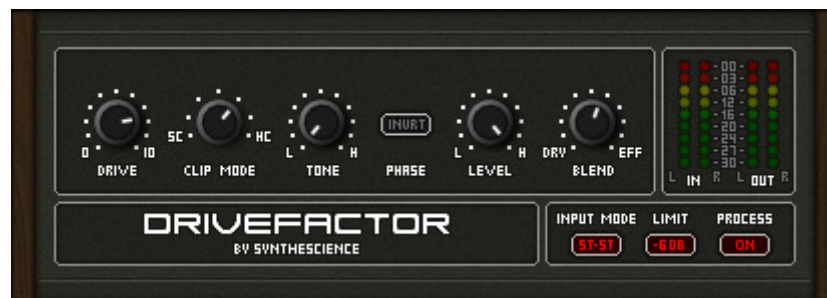 0 10
DRIVE
SC HC
CLIP MODE
L H
TONE
INVRT
PHASE
L H
LEVEL
DRY EFF
BLEND
-00-
-03-
-06-
-12-
-16-
-20-
-24-
-27-
-30-
L IN R L OUT R
DRIVEFACTOR
BY SYNTHESCIENCE
INPUT MODE LIMIT PROCESS
ST-ST -6DB ON